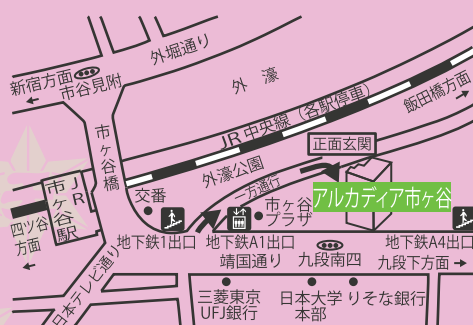 外堀通り
新宿方面
市谷見附
外　濠
飯田橋方面
JR中央線（各駅停車）
市ヶ谷橋
正面玄関
外濠公園
一方通行
アルカディア市ヶ谷
JR
市ヶ谷駅
交番
市ヶ谷
プラザ
四ツ谷
方面
地下鉄1出口
地下鉄A1出口
地下鉄A4出口
靖国通り
九段南四
九段下方面
日本テレビ通り
三菱東京
UFJ銀行
日本大学
本部
りそな銀行